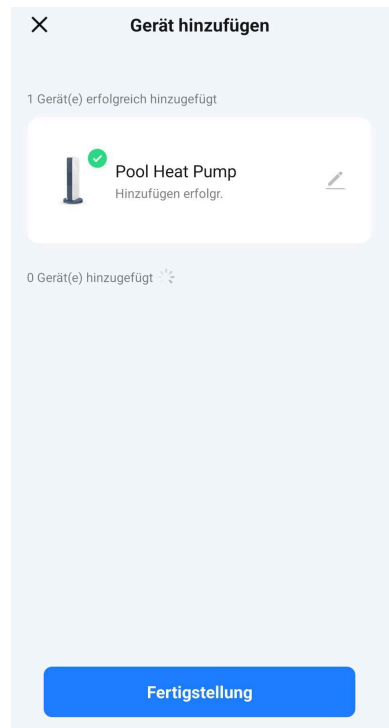 Gerät hinzufügen
1 Gerät(e) erfolgreich hinzugefügt
Pool Heat Pump
Hinzufügen erfolgr.
0 Gerät(e) hinzugefügt
Fertigstellung